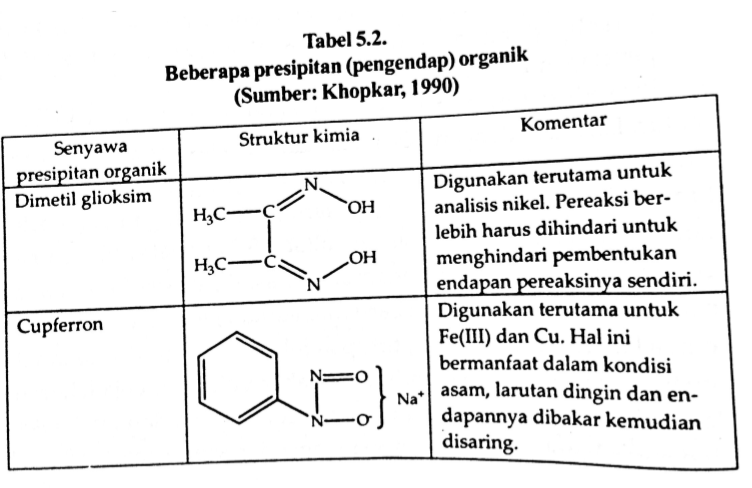 Tabel 5.2.
Beberapa presipitan (pengendap) organik
(Sumber: Khopkar, 1990)
Senyawa
presipitan organik
Struktur kimia
Komentar
Dimetil glioksim
H₃C—C
N
OH
H₃C—C
N
OH
Digunakan terutama untuk
analisis nikel. Pereaksi ber-
lebih harus dihindari untuk
menghindari pembentukan
endapan pereaksinya sendiri.
Cupferron
N=O
N—O⁻
} Na⁺
Digunakan terutama untuk
Fe(III) dan Cu. Hal ini
bermanfaat dalam kondisi
asam, larutan dingin dan en-
dapannya dibakar kemudian
disaring.